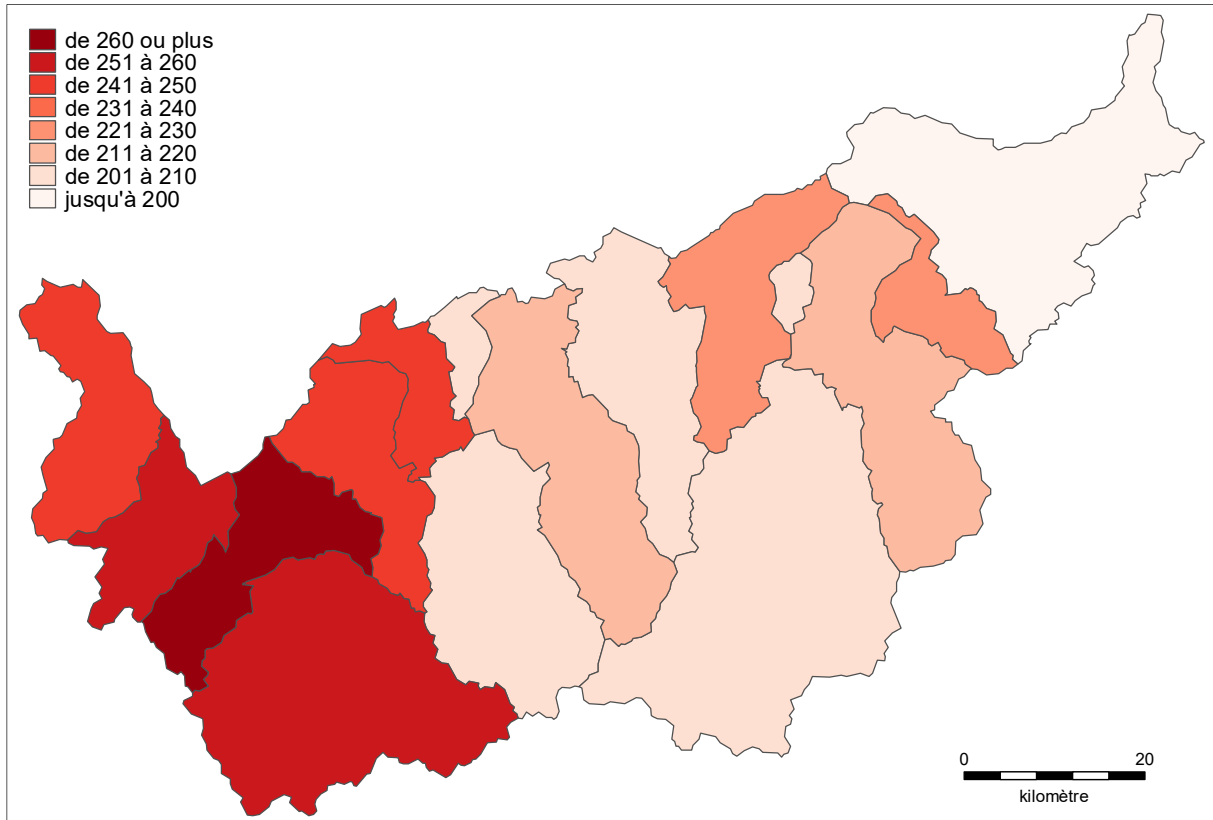 de 260 ou plus
de 251 à 260
de 241 à 250
de 231 à 240
de 221 à 230
de 211 à 220
de 201 à 210
jusqu'à 200
0 20
kilomètre